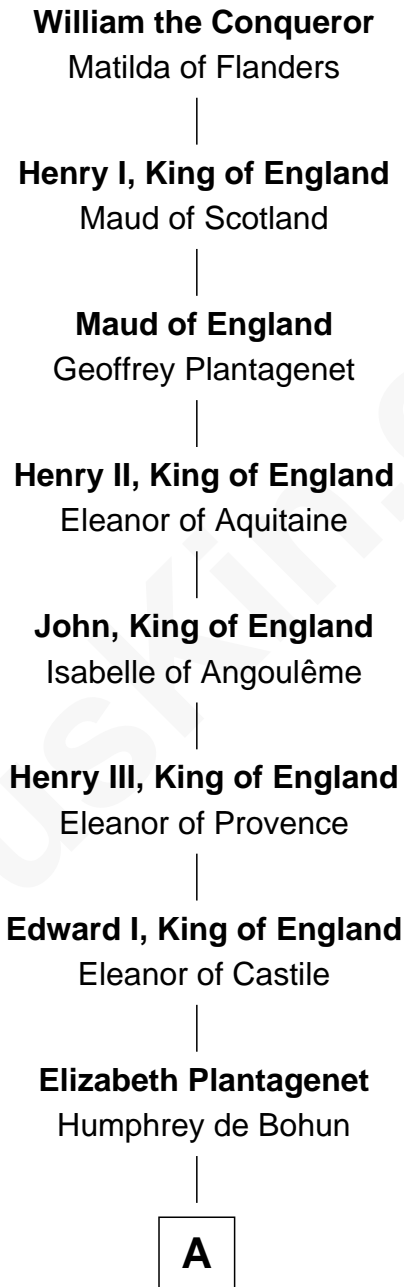 William the Conqueror
Matilda of Flanders
Henry I, King of England
Maud of Scotland
Maud of England
Geoffrey Plantagenet
Henry II, King of England
Eleanor of Aquitaine
John, King of England
Isabelle of Angoulême
Henry III, King of England
Eleanor of Provence
Edward I, King of England
Eleanor of Castile
Elizabeth Plantagenet
Humphrey de Bohun
A